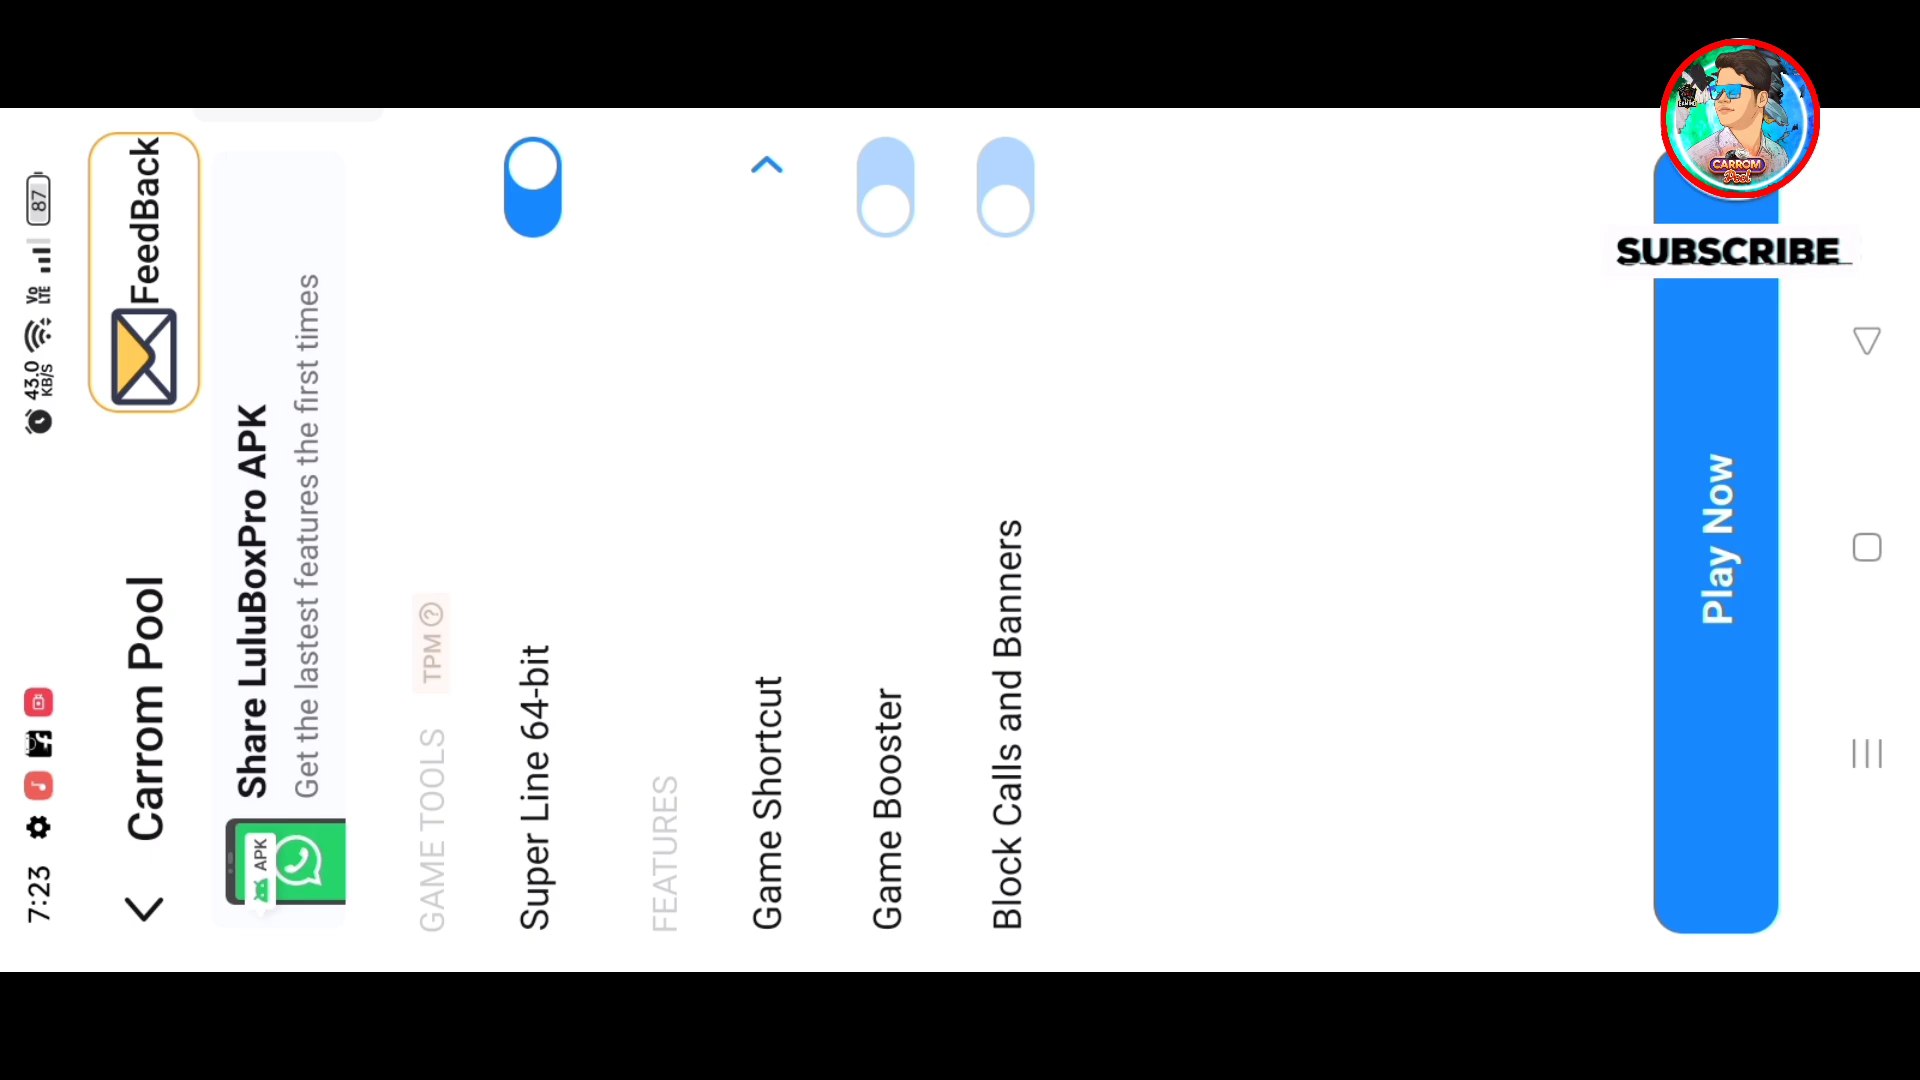 7:23
43.0
KB/S
Vo
LTE
87
Carrom Pool
FeedBack
APK
Share LuluBoxPro APK
Get the lastest features the first times
GAME TOOLS
TPM ?
Super Line 64-bit
FEATURES
Game Shortcut
Game Booster
Block Calls and Banners
Play Now
CARROM
Pool
SUBSCRIBE